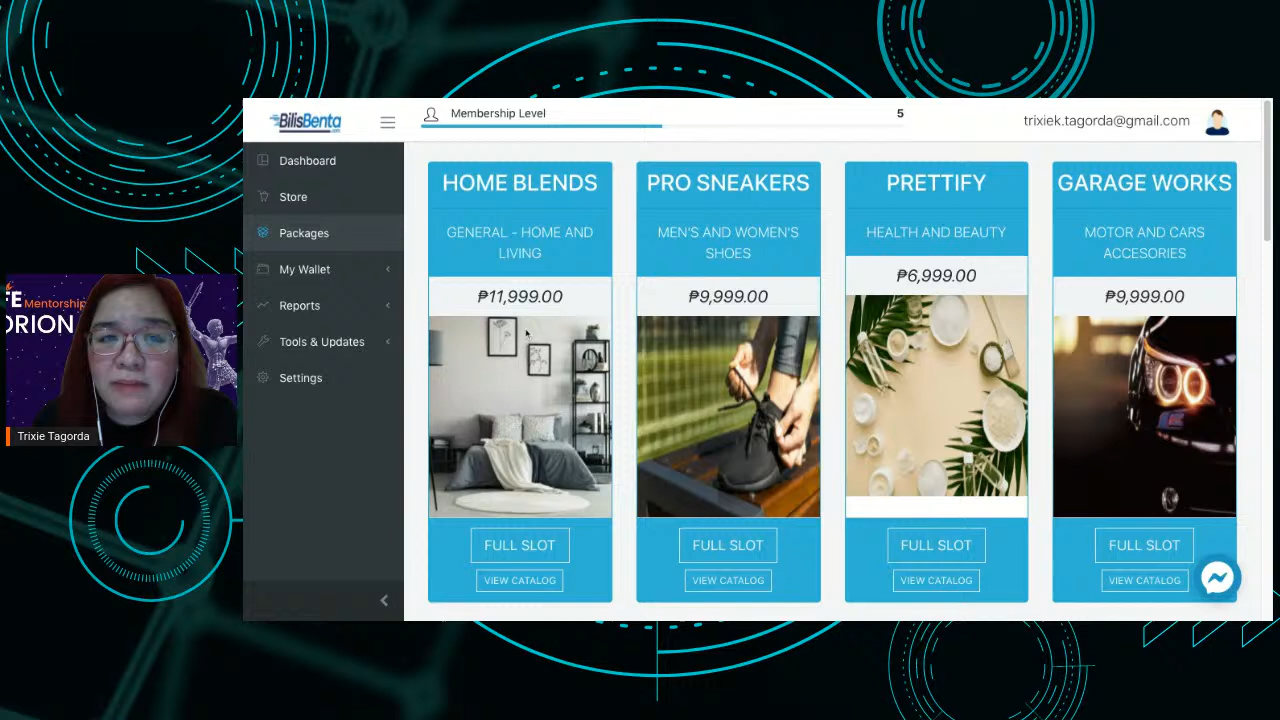 BilisBenta
.com
Membership Level
5
trixiek.tagorda@gmail.com
Dashboard
Store
Packages
My Wallet
Reports
Tools & Updates
Settings
HOME BLENDS
GENERAL - HOME AND
LIVING
₱11,999.00
FULL SLOT
VIEW CATALOG
PRO SNEAKERS
MEN'S AND WOMEN'S
SHOES
₱9,999.00
FULL SLOT
VIEW CATALOG
PRETTIFY
HEALTH AND BEAUTY
₱6,999.00
FULL SLOT
VIEW CATALOG
GARAGE WORKS
MOTOR AND CARS
ACCESORIES
₱9,999.00
FULL SLOT
VIEW CATALOG
FE
Mentorship
ORION
Trixie Tagorda